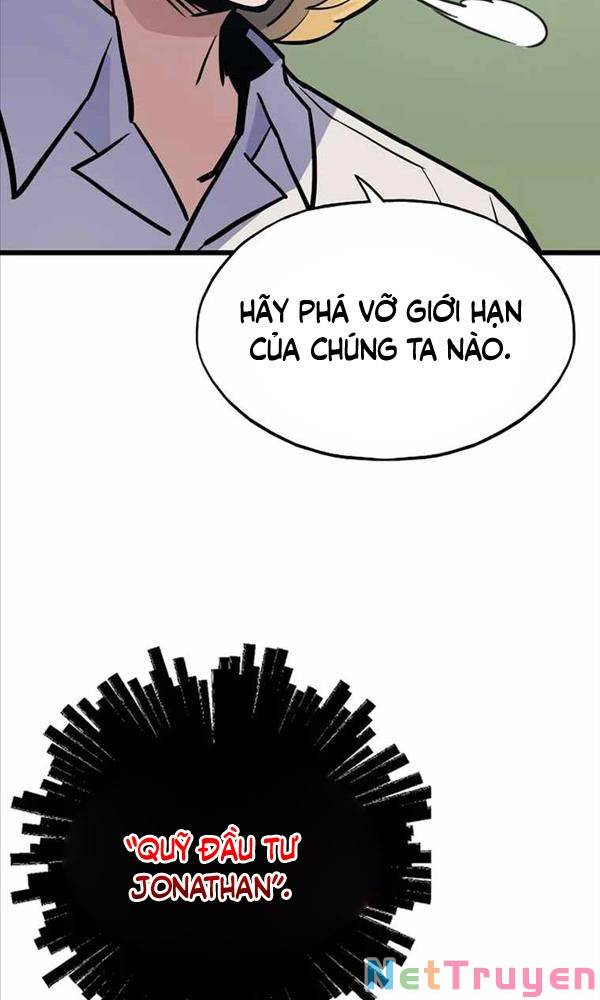 HÃY PHÁ VỠ GIỚI HẠN
CỦA CHÚNG TA NÀO.
“QUỸ ĐẦU TƯ
JONATHAN”.
NetTruyen